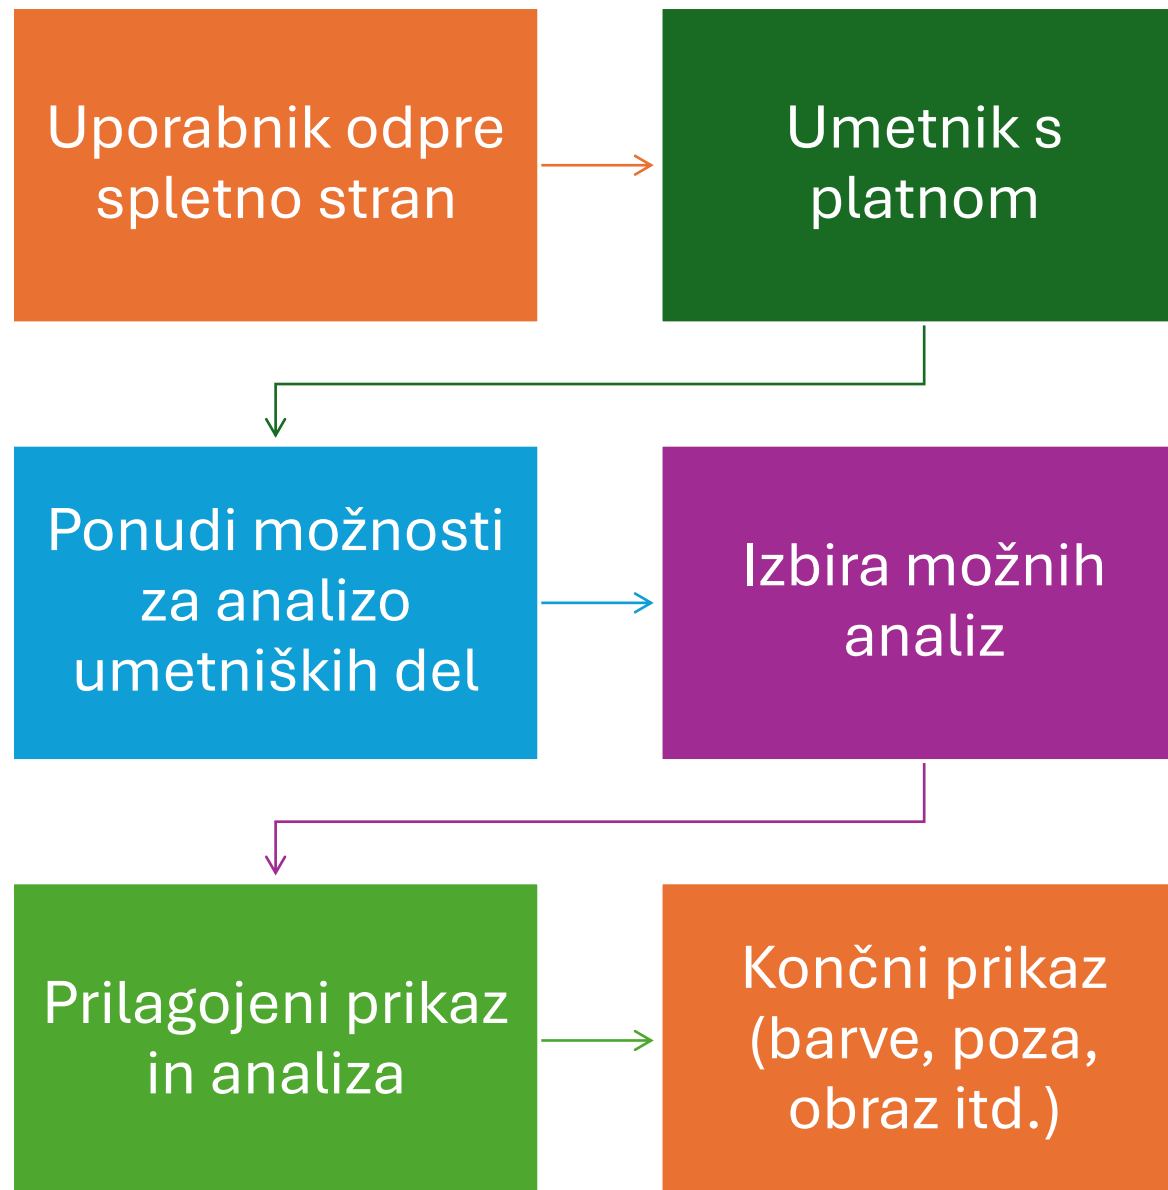 Uporabnik odpre
spletno stran
Umetnik s
platnom
Ponudi možnosti
za analizo
umetniških del
Izbira možnih
analiz
Prilagojeni prikaz
in analiza
Končni prikaz
(barve, poza,
obraz itd.)